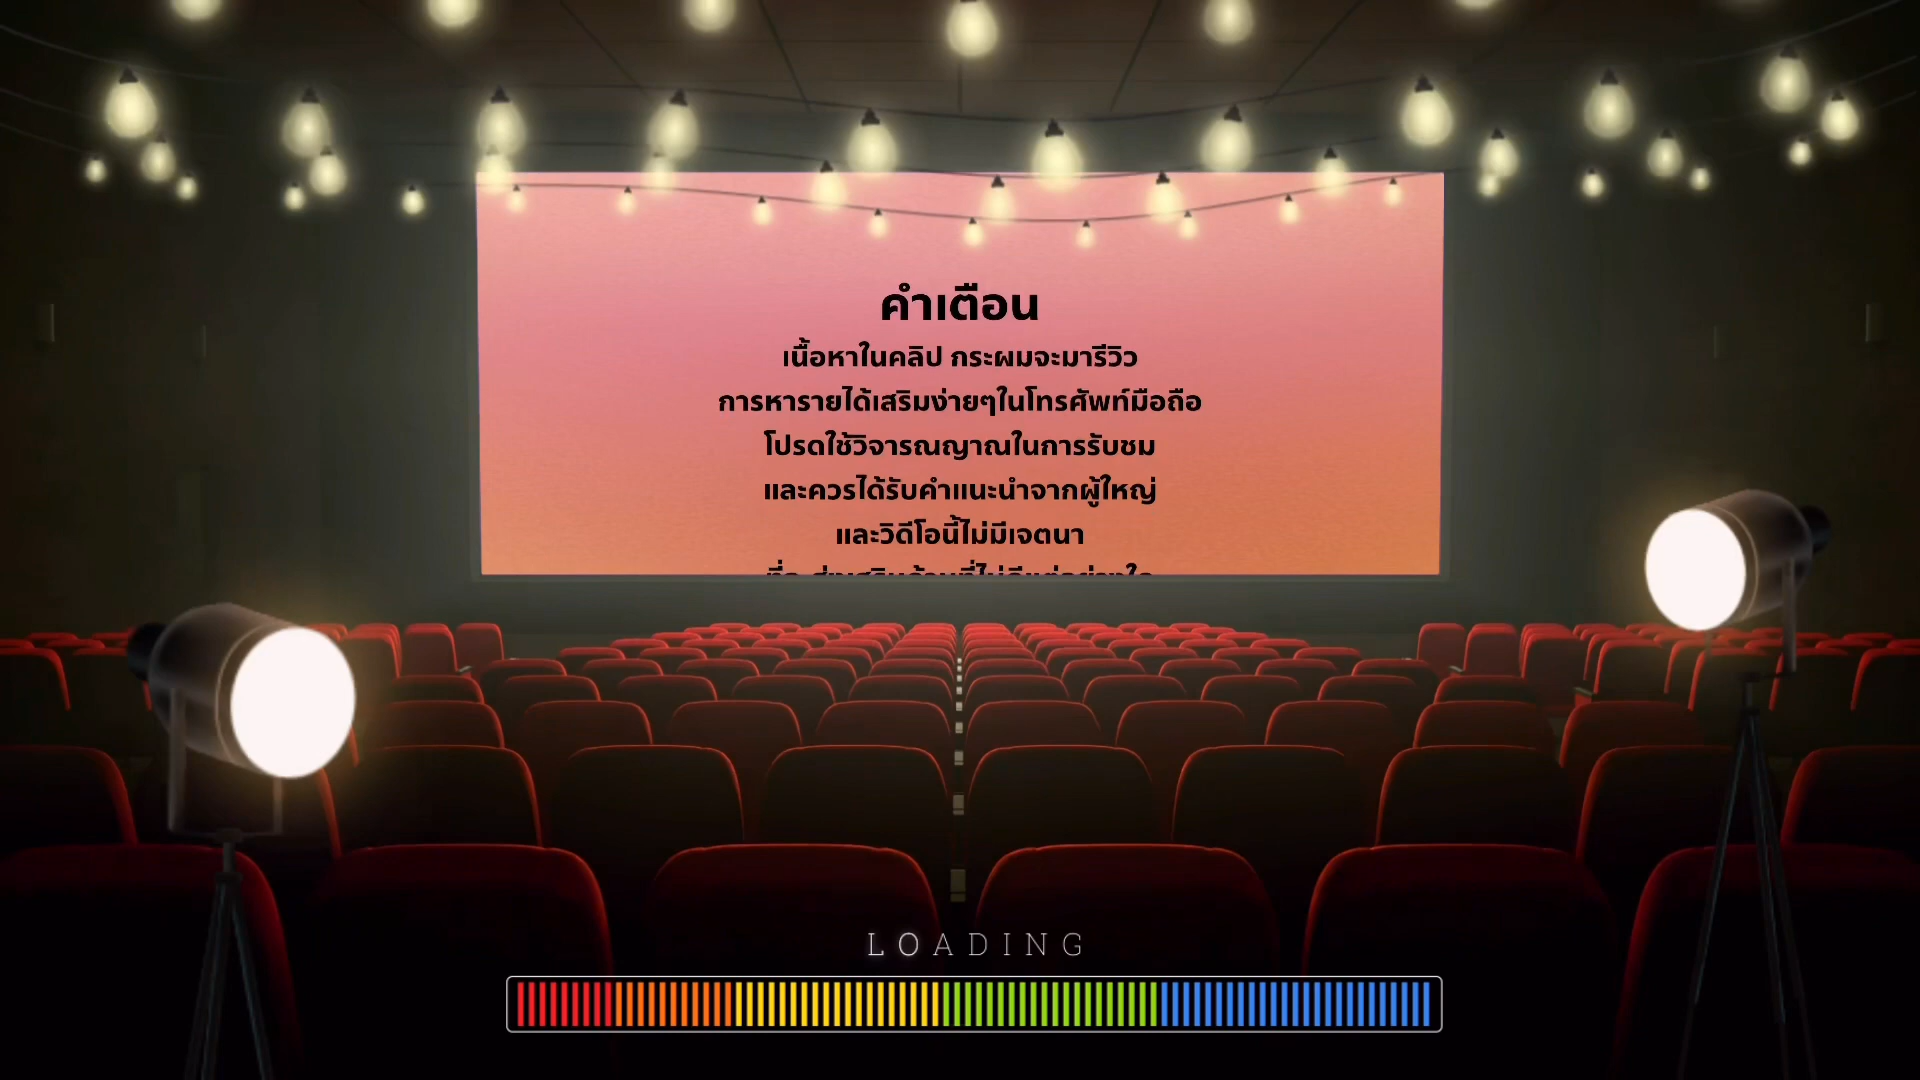 คำเตือน
เนื้อหาในคลิป กระผมจะมารีวิว
การหารายได้เสริมง่ายๆในโทรศัพท์มือถือ
โปรดใช้วิจารณญาณในการรับชม
และควรได้รับคำแนะนำจากผู้ใหญ่
และวิดีโอนี้ไม่มีเจตนา
LOADING